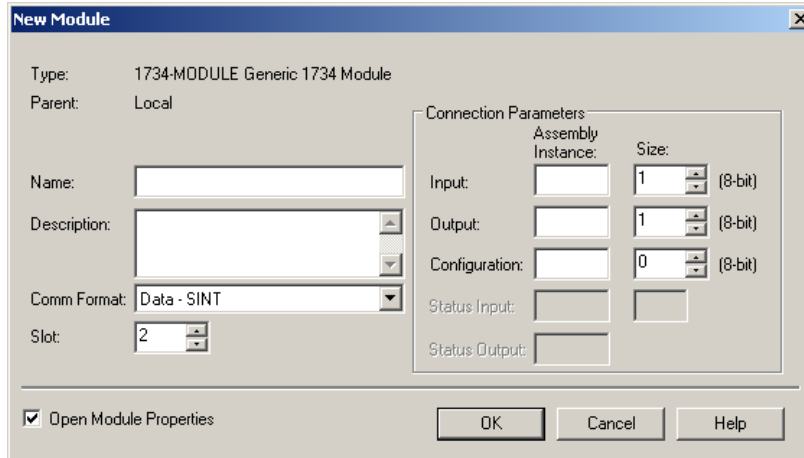 New Module
Type: 1734-MODULE Generic 1734 Module
Parent: Local
Connection Parameters
Assembly Instance: Size:
Name: Input: 1 (8-bit)
Description: Output: 1 (8-bit)
Configuration: 0 (8-bit)
Comm Format: Data - SINT Status Input:
Slot: 2
Status Output:
Open Module Properties OK Cancel Help